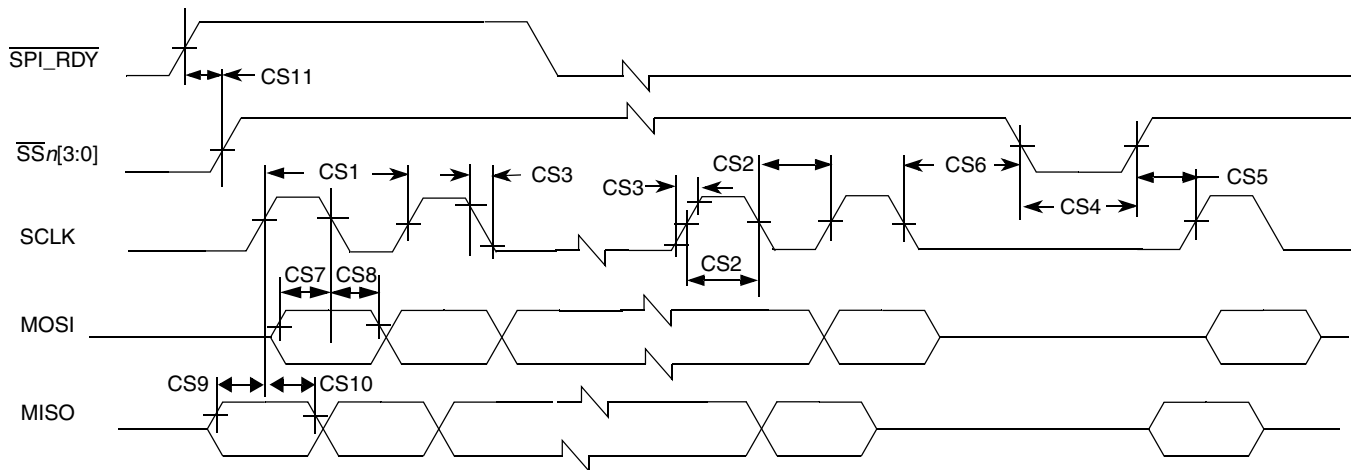 SPI_RDY
CS11
SSn[3:0]
CS1
CS3
CS3
CS2
CS6
CS5
CS4
SCLK
CS2
CS7
CS8
MOSI
CS9
CS10
MISO